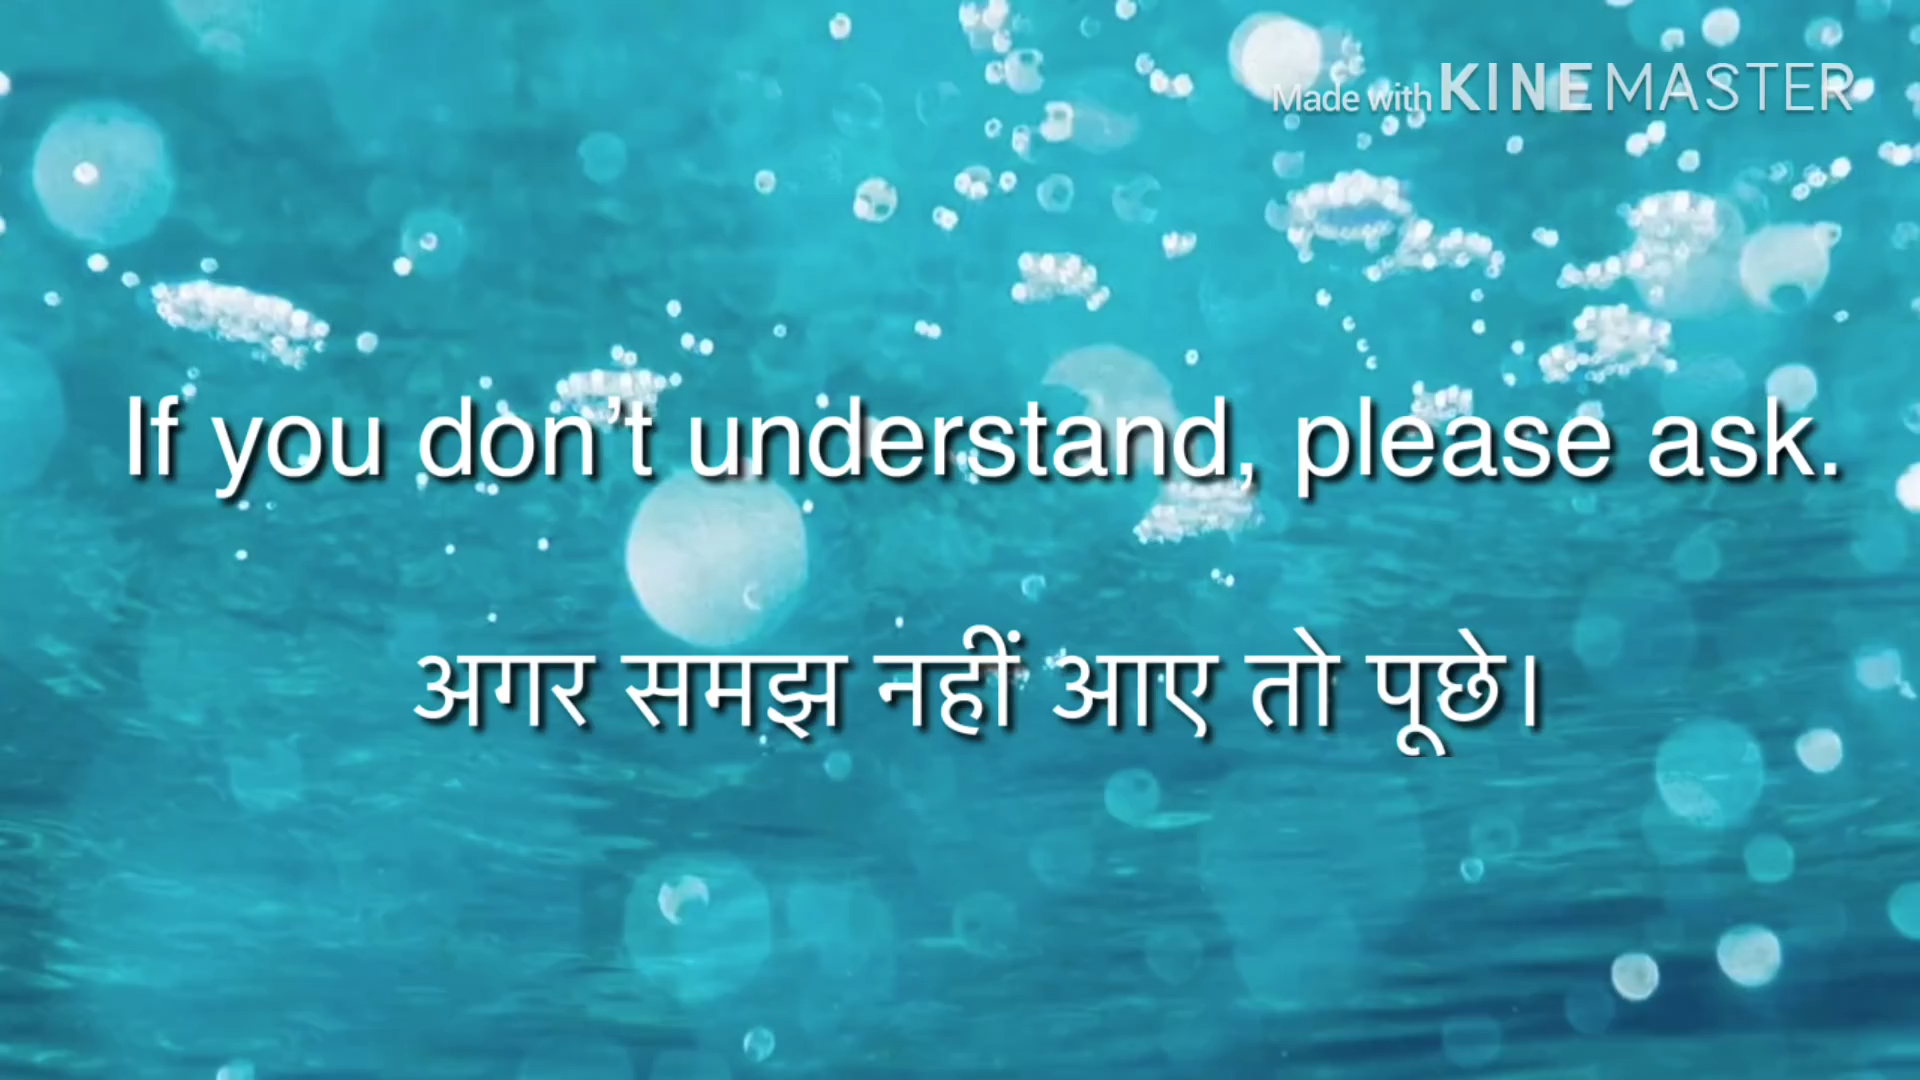 Made with KINEMASTER
If you don’t understand, please ask.
अगर समझ नहीं आए तो पूछे।